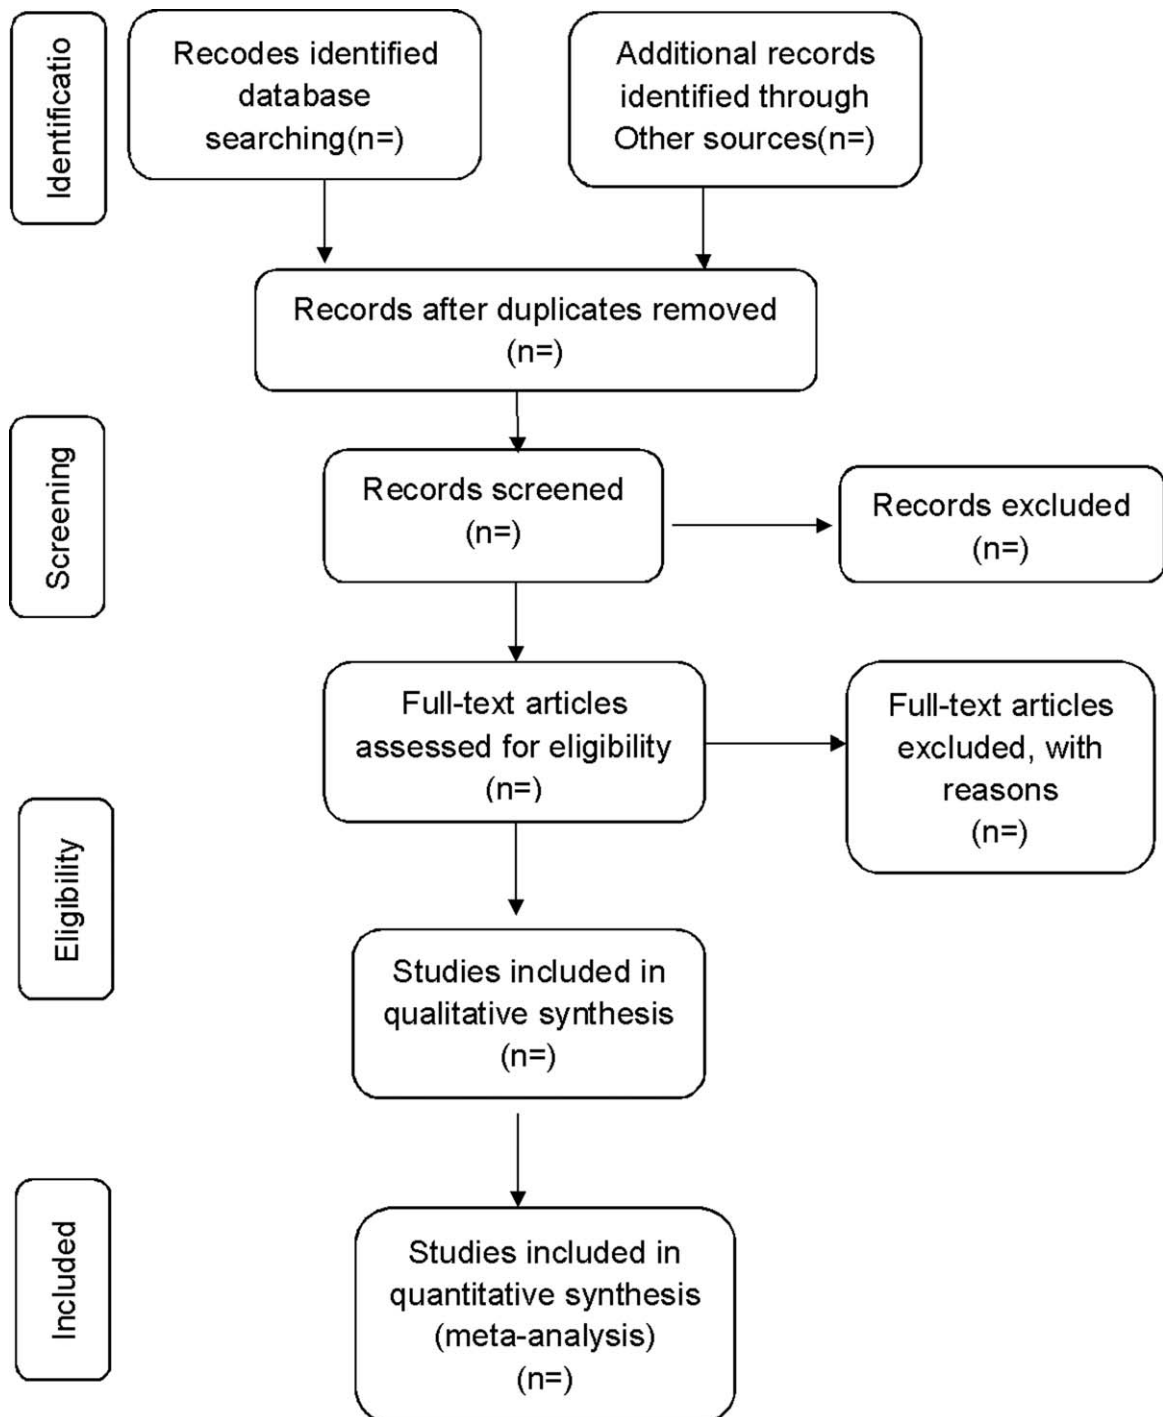 Identificatio
Recodes identified
database
searching(n=)
Additional records
identified through
Other sources(n=)
Records after duplicates removed
(n=)
Screening
Records screened
(n=)
Records excluded
(n=)
Full-text articles
assessed for eligibility
(n=)
Full-text articles
excluded, with
reasons
(n=)
Eligibility
Studies included in
qualitative synthesis
(n=)
Included
Studies included in
quantitative synthesis
(meta-analysis)
(n=)